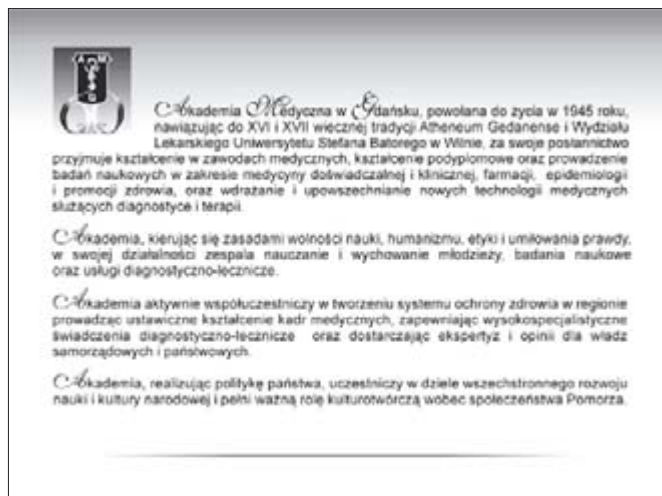 A M
G
Akademia Medyczna w Gdańsku, powołana do życia w 1945 roku,
nawiązując do XVI i XVII wiecznej tradycji Atheneum Gedanense i Wydziału
Lekarskiego Uniwersytetu Stefana Batorego w Wilnie, za swoje posłannictwo
przyjmuje kształcenie w zawodach medycznych, kształcenie podyplomowe oraz prowadzenie
badań naukowych w zakresie medycyny doświadczalnej i klinicznej, farmacji, epidemiologii
i promocji zdrowia, oraz wdrażanie i upowszechnianie nowych technologii medycznych
służących diagnostyce i terapii.
Akademia, kierując się zasadami wolności nauki, humanizmu, etyki i umiłowania prawdy,
w swojej działalności zespala nauczanie i wychowanie młodzieży, badania naukowe
oraz usługi diagnostyczno-lecznicze.
Akademia aktywnie współuczestniczy w tworzeniu systemu ochrony zdrowia w regionie
prowadząc ustawiczne kształcenie kadr medycznych, zapewniając wysokospecjalistyczne
świadczenia diagnostyczno-lecznicze oraz dostarczając ekspertyz i opinii dla władz
samorządowych i państwowych.
Akademia, realizując politykę państwa, uczestniczy w dziele wszechstronnego rozwoju
nauki i kultury narodowej i pełni ważną rolę kulturotwórczą wobec społeczeństwa Pomorza.